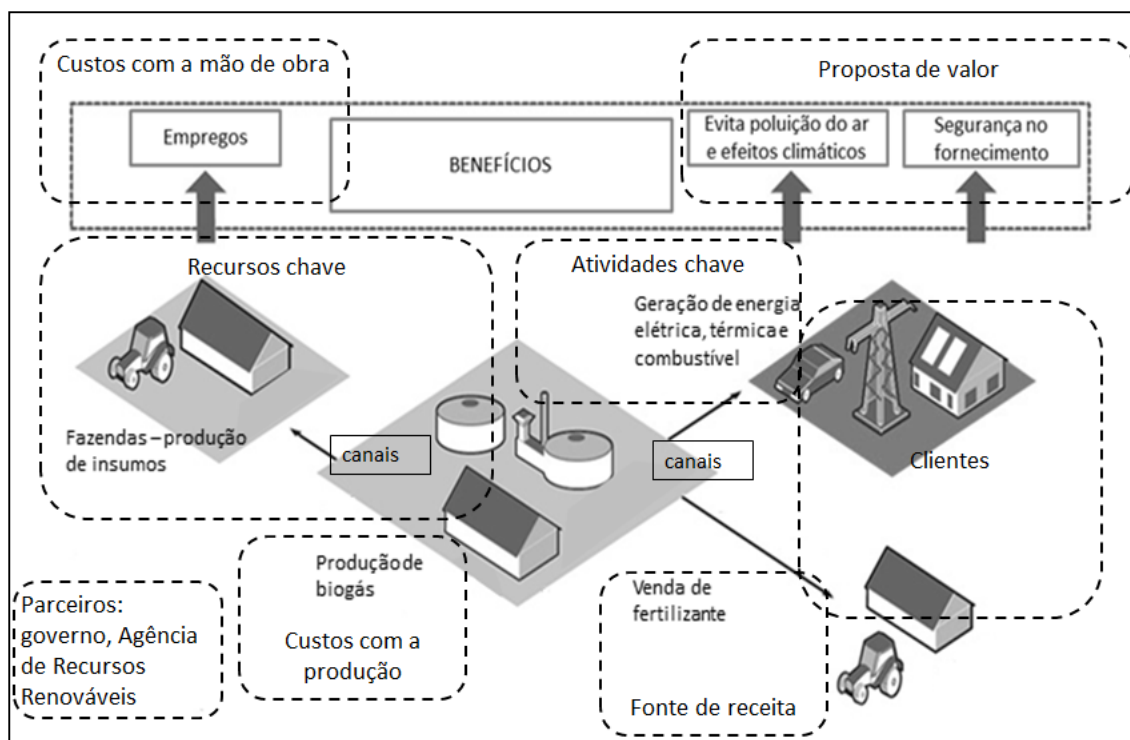 Custos com a mão de obra
Proposta de valor
Empregos
BENEFÍCIOS
Evita poluição do ar
e efeitos climáticos
Segurança no
fornecimento
Recursos chave
Atividades chave
Geração de energia
elétrica, térmica e
combustível
Fazendas – produção
de insumos
canais
canais
Clientes
Produção de
biogás
Custos com a
produção
Venda de
fertilizante
Fonte de receita
Parceiros:
governo, Agência
de Recursos
Renováveis